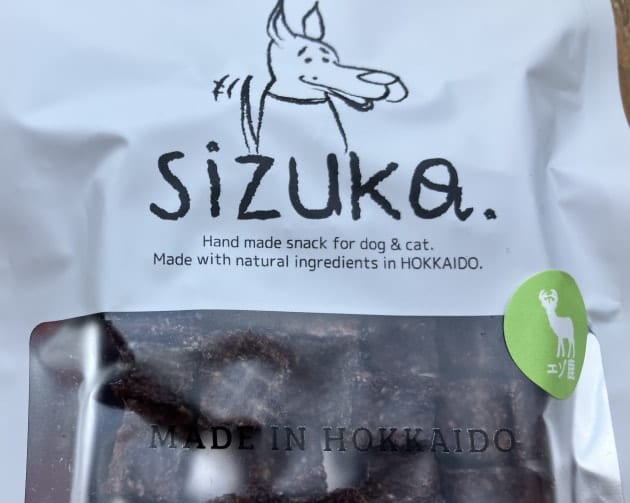 sizuka.
Hand made snack for dog & cat.
Made with natural ingredients in HOKKAIDO.
エゾ鹿
MADE IN HOKKAIDO